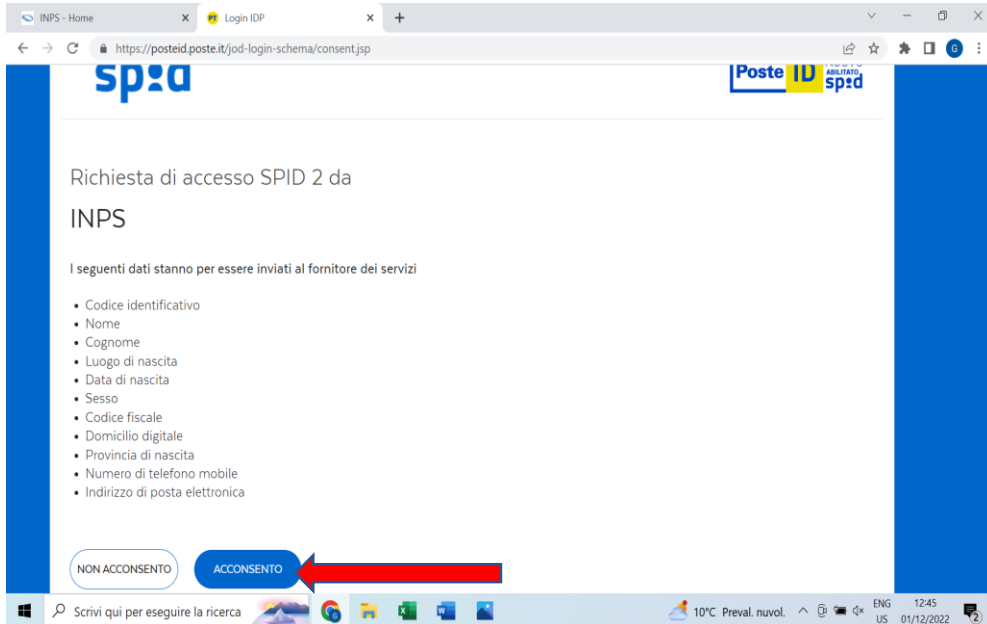 INPS - Home
Login IDP
https://posteid.poste.it/jod-login-schema/consent.jsp
G
spid
Poste ID
ABILITATO
spid
Richiesta di accesso SPID 2 da
INPS
I seguenti dati stanno per essere inviati al fornitore dei servizi
• Codice identificativo
• Nome
• Cognome
• Luogo di nascita
• Data di nascita
• Sesso
• Codice fiscale
• Domicilio digitale
• Provincia di nascita
• Numero di telefono mobile
• Indirizzo di posta elettronica
NON ACCONSENTO
ACCONSENTO
Scrivi qui per eseguire la ricerca
10°C Preval. nuvol.
ENG
US
12:45
01/12/2022
2